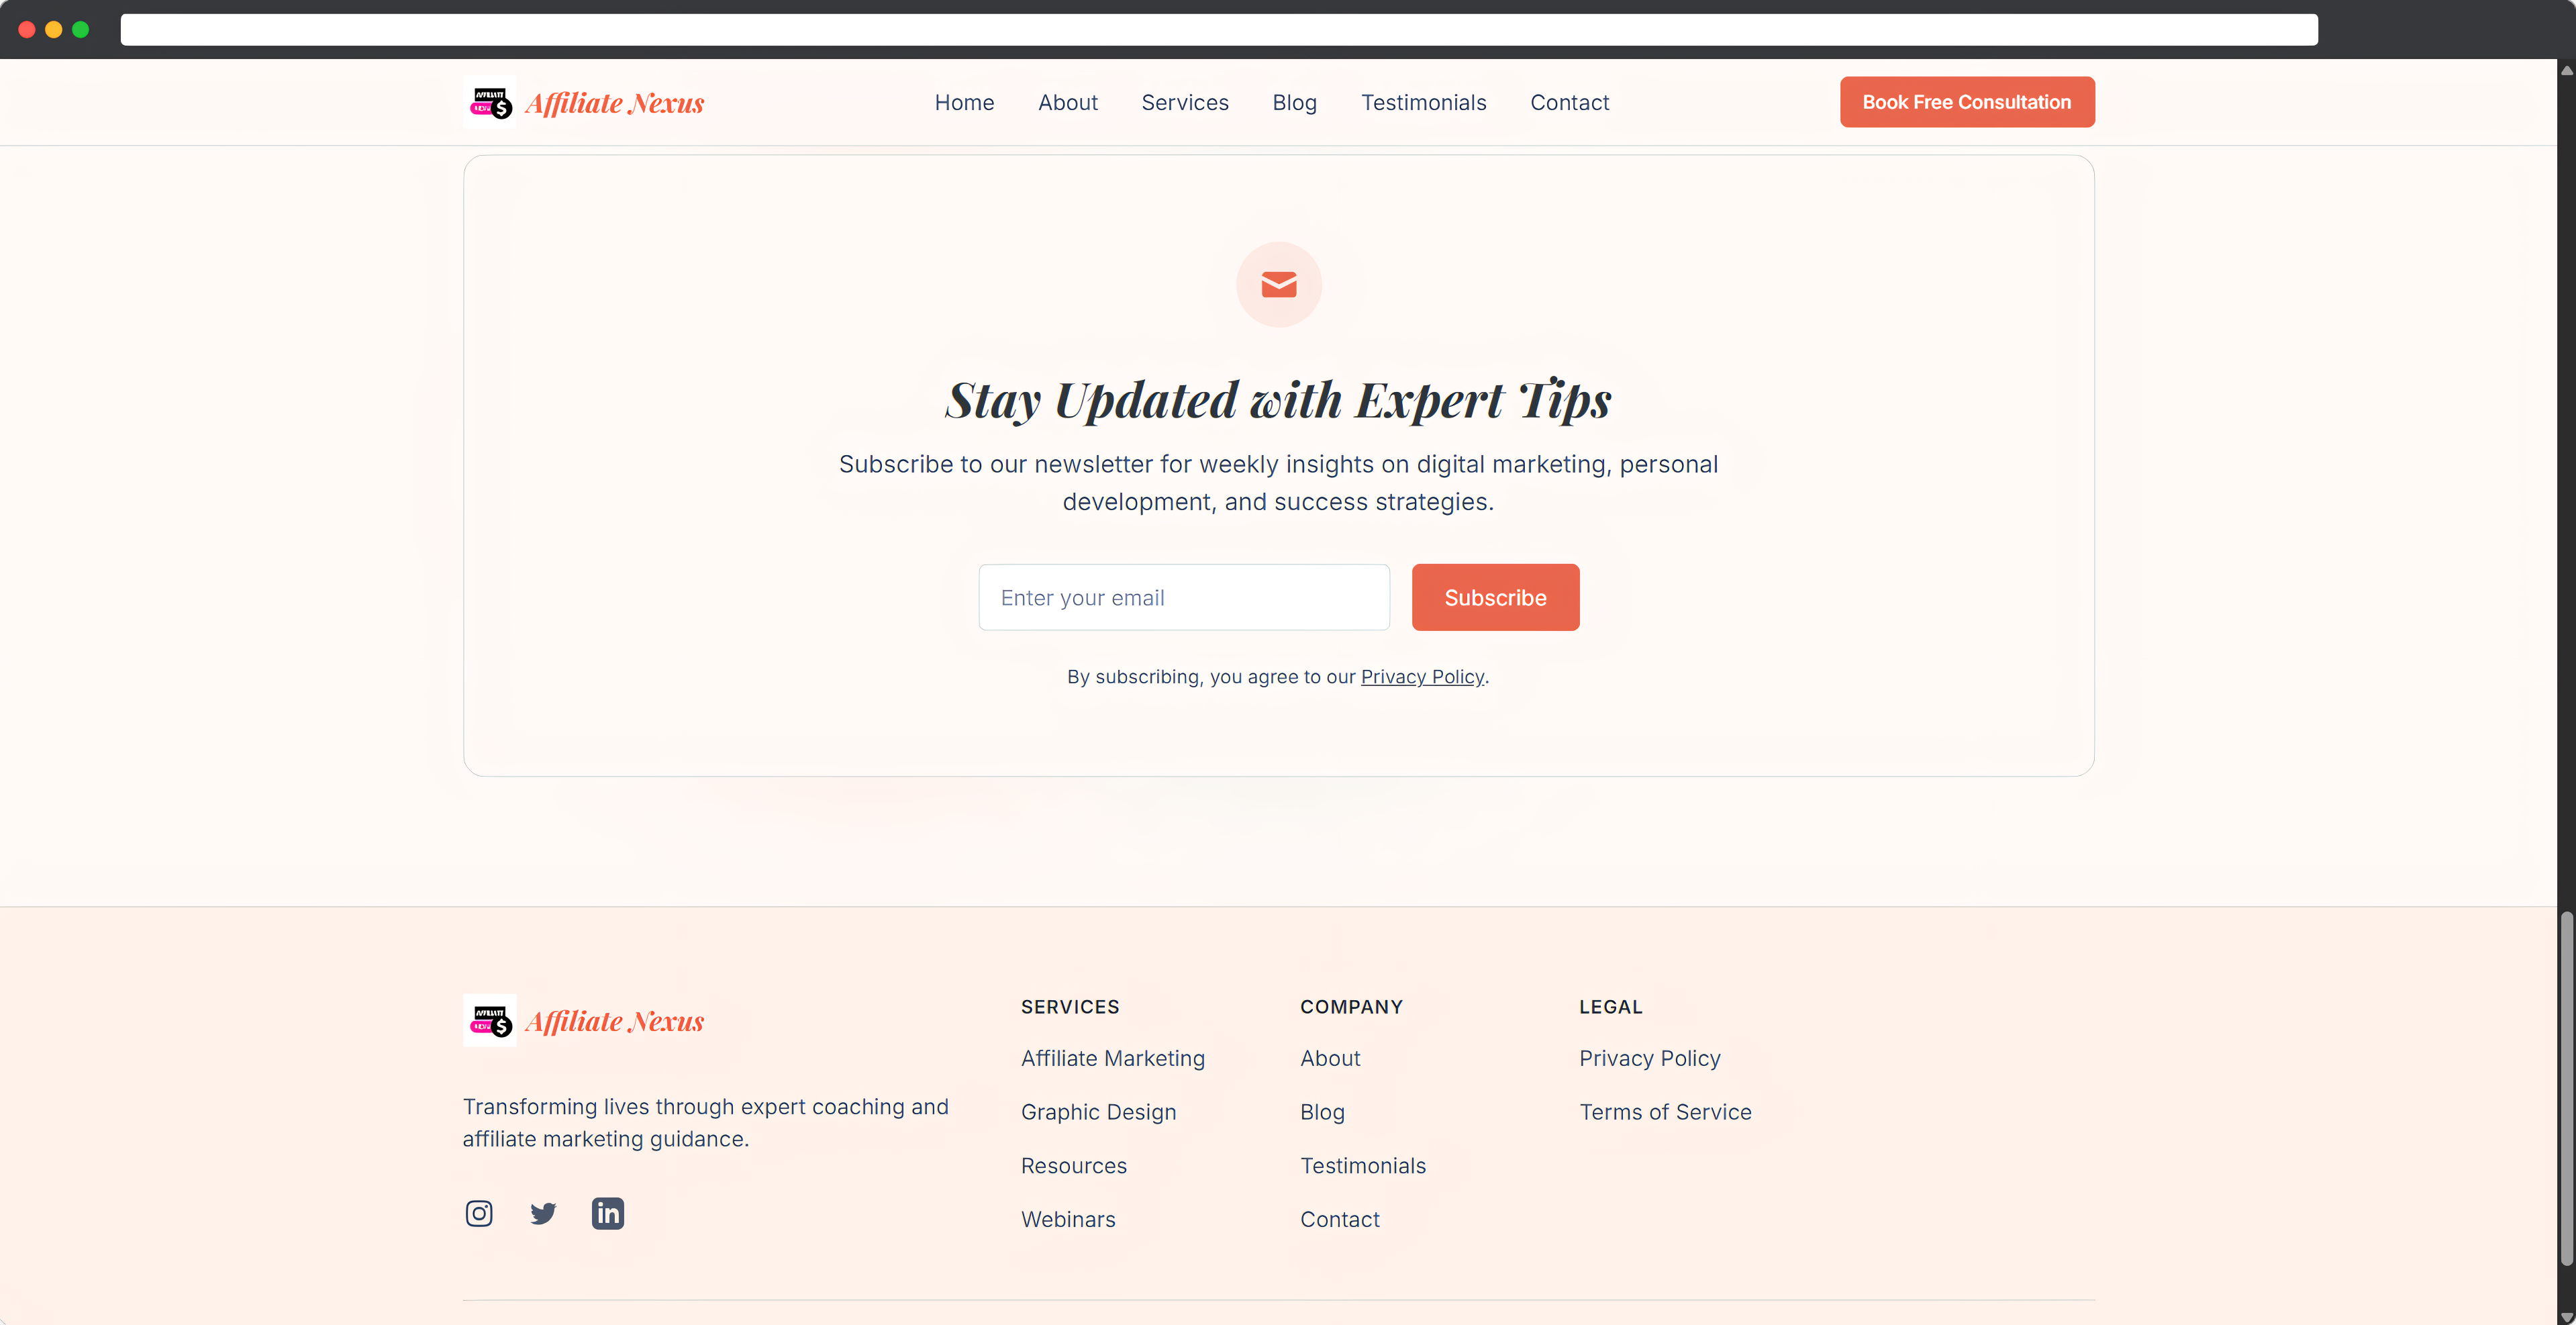 Affiliate Nexus
Home About Services Blog Testimonials Contact
Book Free Consultation
Stay Updated with Expert Tips
Subscribe to our newsletter for weekly insights on digital marketing, personal
development, and success strategies.
Enter your email
Subscribe
By subscribing, you agree to our Privacy Policy.
Affiliate Nexus
Transforming lives through expert coaching and
affiliate marketing guidance.
SERVICES
Affiliate Marketing
Graphic Design
Resources
Webinars
COMPANY
About
Blog
Testimonials
Contact
LEGAL
Privacy Policy
Terms of Service